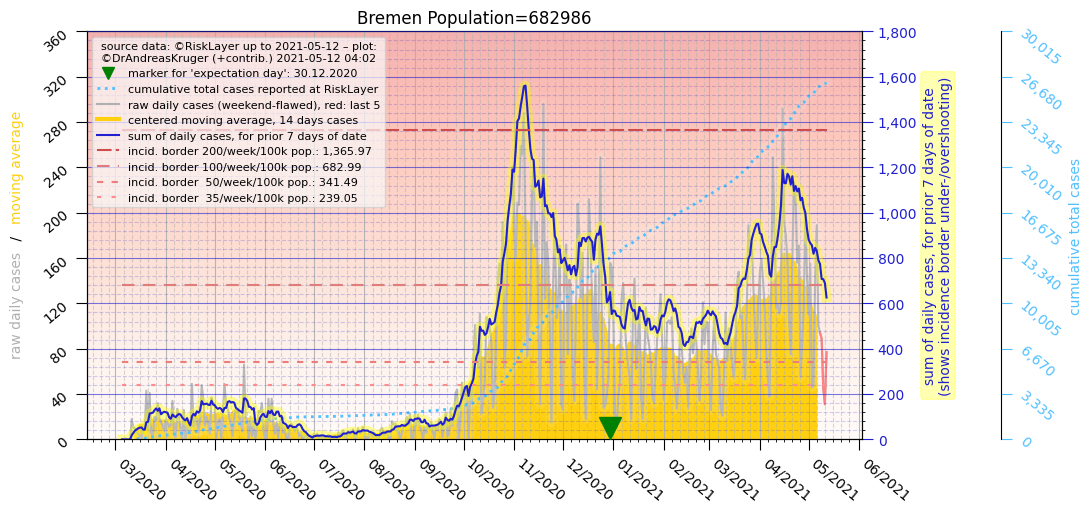 Bremen Population=682986
source data: ©RiskLayer up to 2021-05-12 – plot:
©DrAndreasKruger (+contrib.) 2021-05-12 04:02
marker for 'expectation day': 30.12.2020
cumulative total cases reported at RiskLayer
raw daily cases (weekend-flawed), red: last 5
centered moving average, 14 days cases
sum of daily cases, for prior 7 days of date
incid. border 200/week/100k pop.: 1,365.97
incid. border 100/week/100k pop.: 682.99
incid. border  50/week/100k pop.: 341.49
incid. border  35/week/100k pop.: 239.05
raw daily cases / moving average
360
320
280
240
200
160
120
80
40
0
03/2020
04/2020
05/2020
06/2020
07/2020
08/2020
09/2020
10/2020
11/2020
12/2020
01/2021
02/2021
03/2021
04/2021
05/2021
06/2021
1,800
1,600
1,400
1,200
1,000
800
600
400
200
0
sum of daily cases, for prior 7 days of date
(shows incidence border under-/overshooting)
30,015
26,680
23,345
20,010
16,675
13,340
10,005
6,670
3,335
0
cumulative total cases